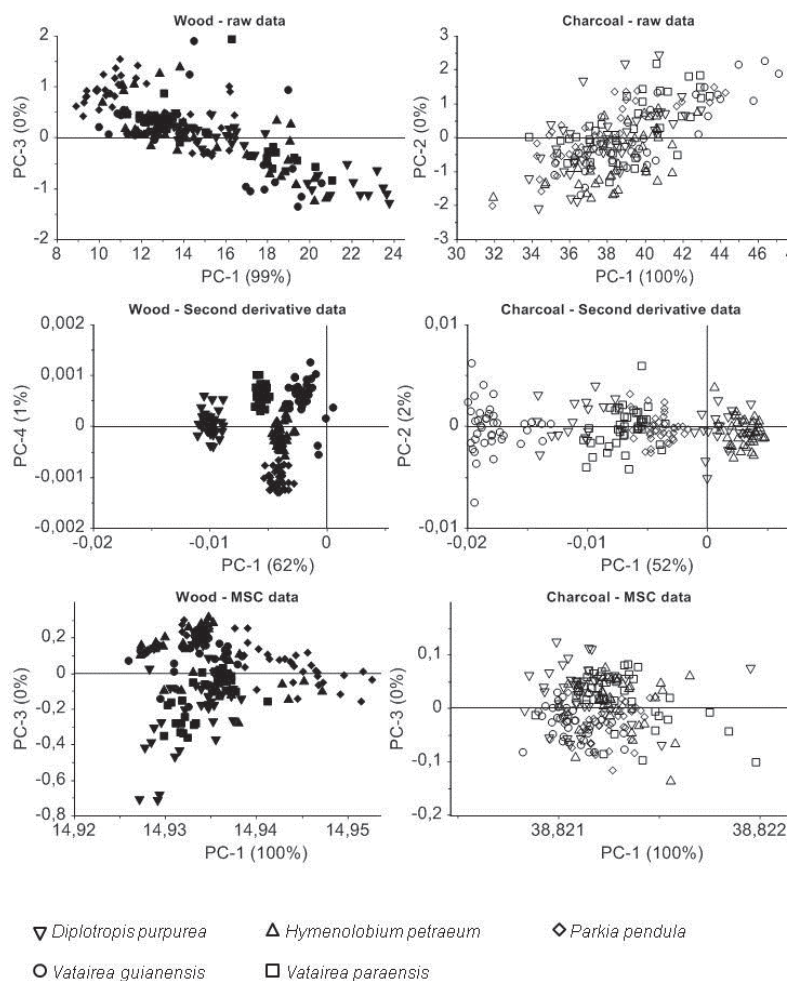 Wood - raw data
Charcoal - raw data
PC-3 (0%)
2
1
0
-1
-2
8 10 12 14 16 18 20 22 24
PC-1 (99%)
PC-2 (0%)
3
2
1
0
-1
-2
-3
30 32 34 36 38 40 42 44 46 4
PC-1 (100%)
Wood - Second derivative data
Charcoal - Second derivative data
PC-4 (1%)
0,002
0,001
0
-0,001
-0,002
-0,02 -0,01 0
PC-1 (62%)
PC-2 (2%)
0,01
0
-0,01
-0,02 -0,01 0
PC-1 (52%)
Wood - MSC data
Charcoal - MSC data
PC-3 (0%)
0,2
0
-0,2
-0,4
-0,6
-0,8
14,92 14,93 14,94 14,95
PC-1 (100%)
PC-3 (0%)
0,1
0
-0,1
-0,2
38,821 38,822
PC-1 (100%)
Diplotropis purpurea Hymenolobium petraeum Parkia pendula
Vatairea guianensis Vatairea paraensis